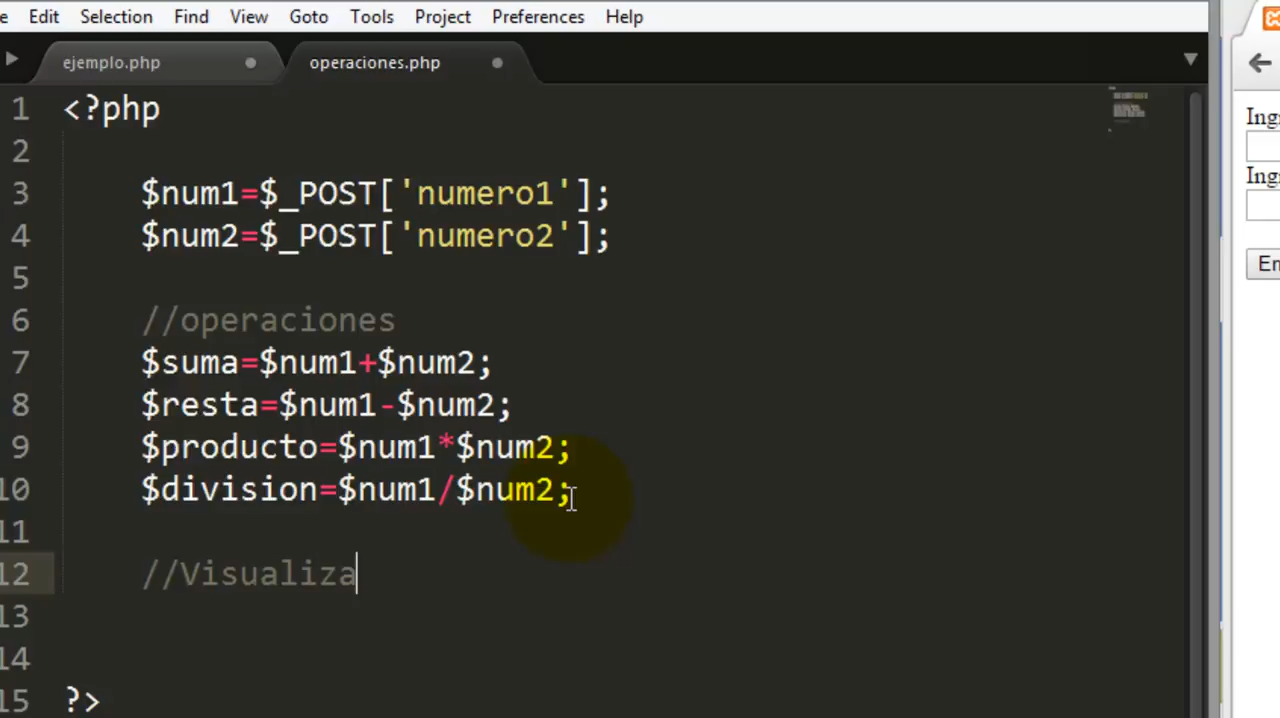 Edit Selection Find View Goto Tools Project Preferences Help
ejemplo.php operaciones.php
1 <?php
2
3 $num1=$_POST['numero1'];
4 $num2=$_POST['numero2'];
5
6 //operaciones
7 $suma=$num1+$num2;
8 $resta=$num1-$num2;
9 $producto=$num1*$num2;
10 $division=$num1/$num2;
11
12 //Visualiza
13
14
15 ?>